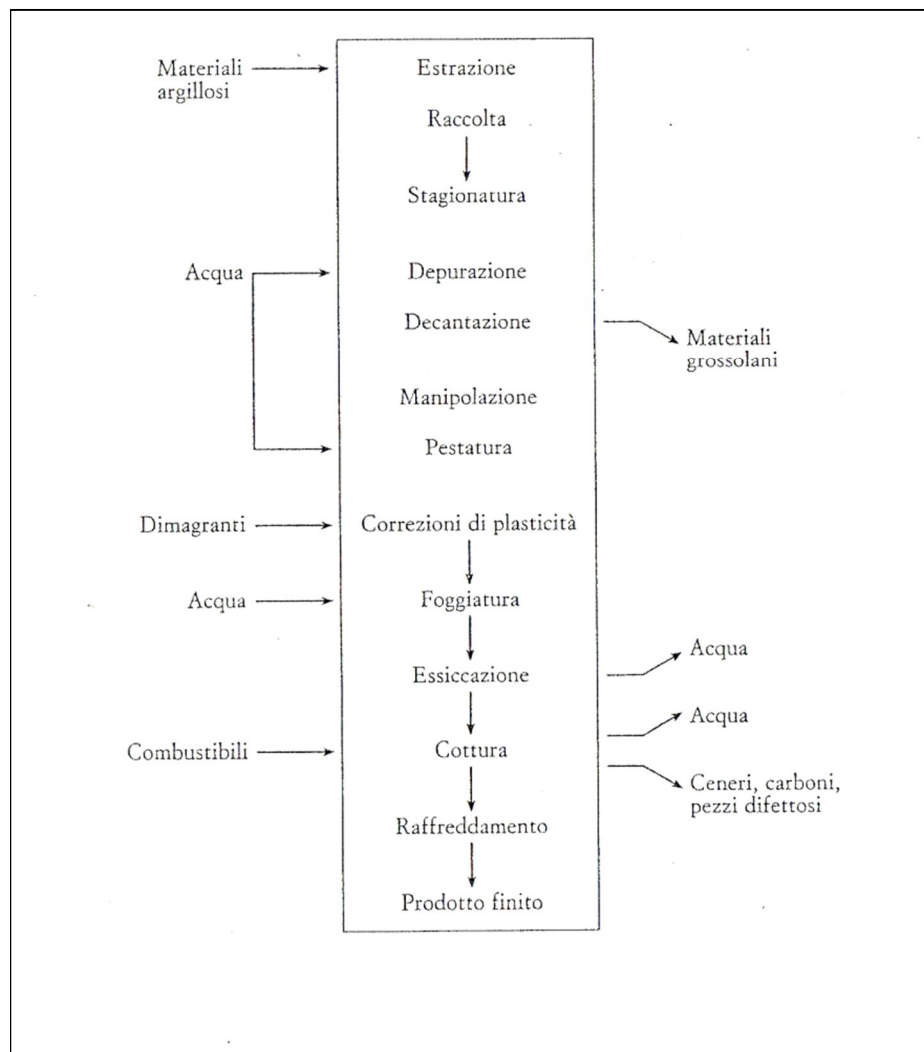 Materiali
argillosi
Estrazione
Raccolta
Stagionatura
Acqua
Depurazione
Decantazione
Materiali
grossolani
Manipolazione
Pestatura
Dimagranti
Correzioni di plasticità
Acqua
Foggiatura
Essiccazione
Acqua
Acqua
Combustibili
Cottura
Ceneri, carboni,
pezzi difettosi
Raffreddamento
Prodotto finito